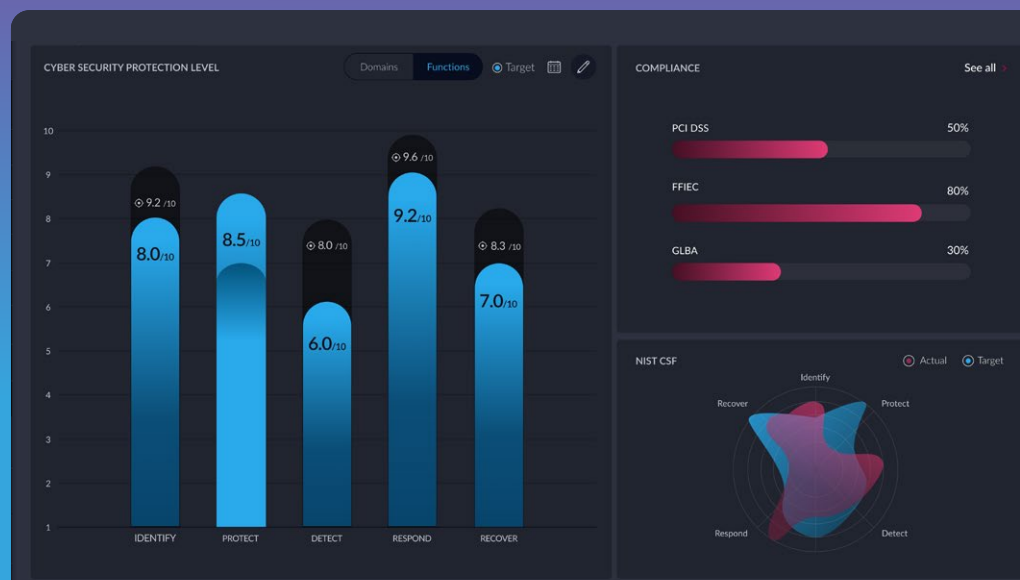 CYBER SECURITY PROTECTION LEVEL
Domains
Functions
Target
10
9
8
7
6
5
4
3
2
1
9.2 /10
8.0/10
8.5/10
8.0 /10
6.0/10
9.6 /10
9.2/10
8.3 /10
7.0/10
IDENTIFY
PROTECT
DETECT
RESPOND
RECOVER
COMPLIANCE
See all
PCI DSS
50%
FFIEC
80%
GLBA
30%
NIST CSF
Actual
Target
Identify
Recover
Protect
Respond
Detect